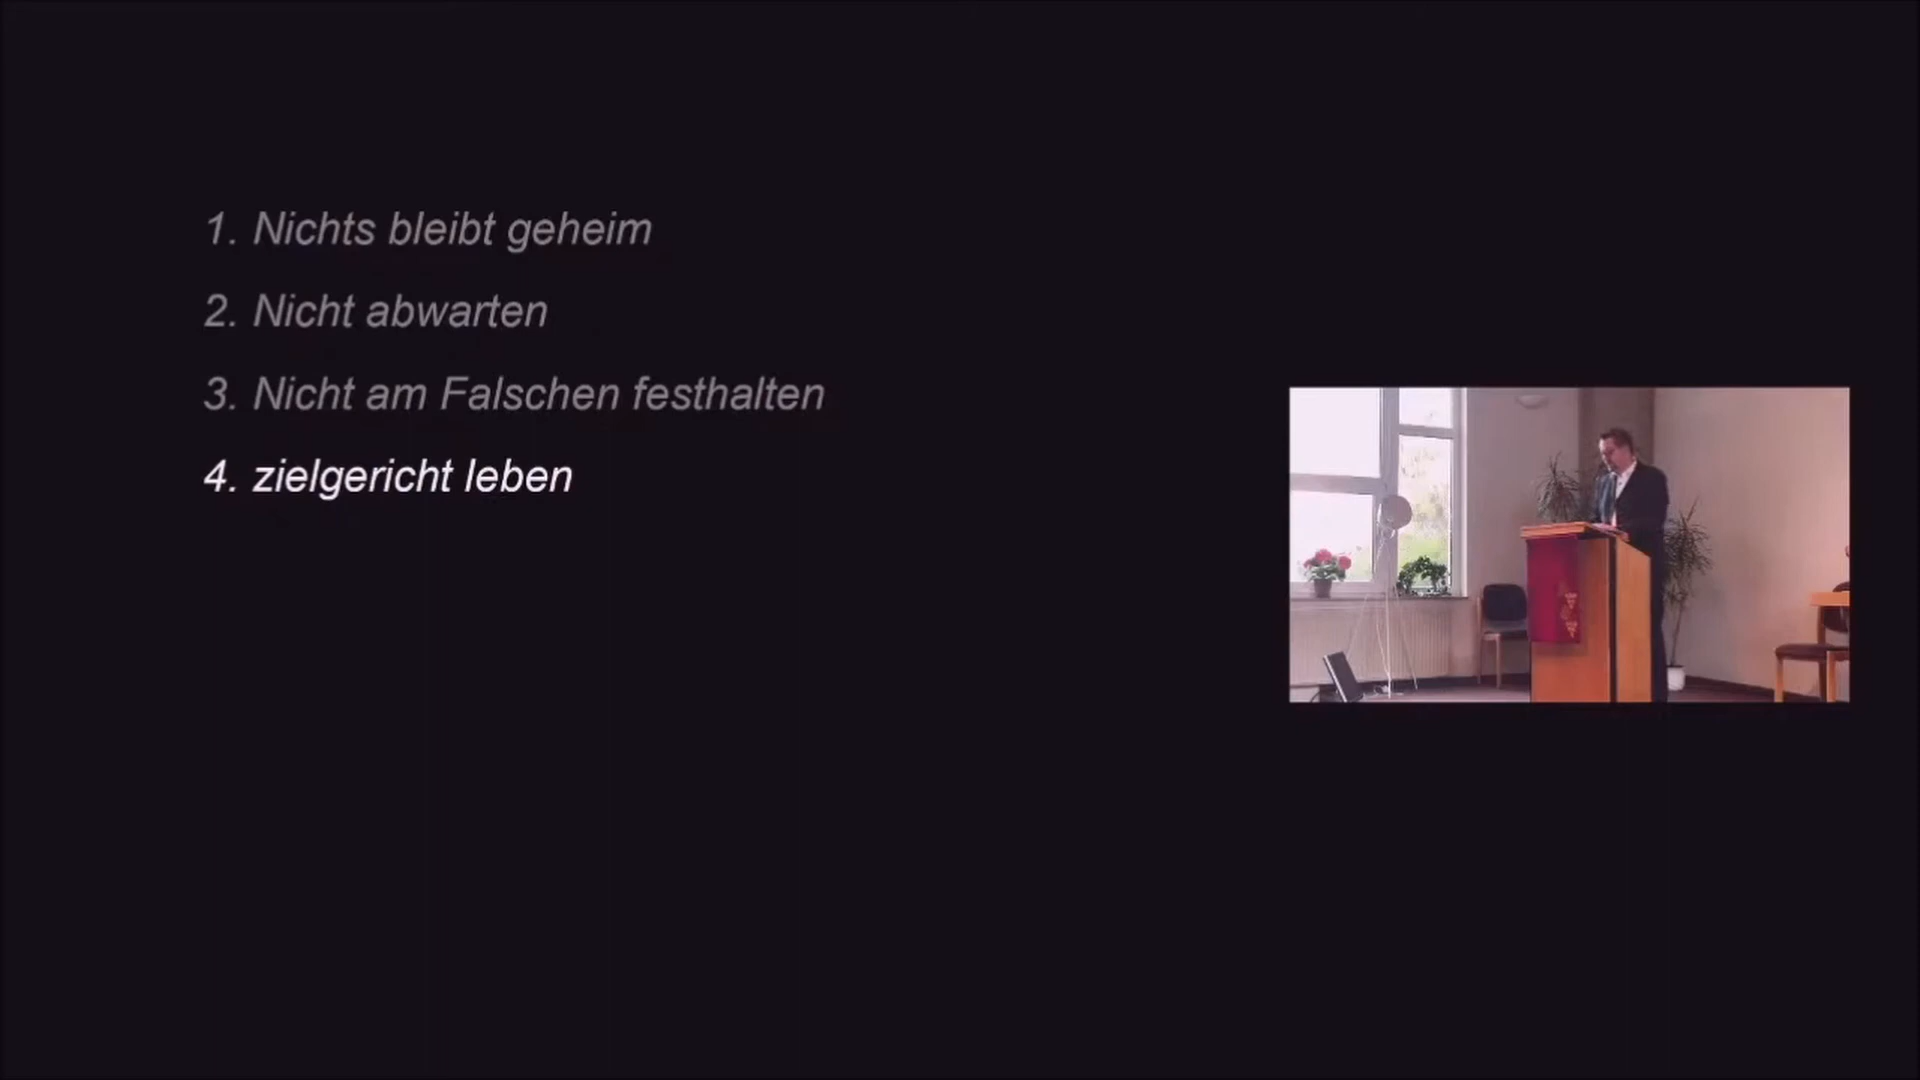 1. Nichts bleibt geheim
2. Nicht abwarten
3. Nicht am Falschen festhalten
4. zielgericht leben